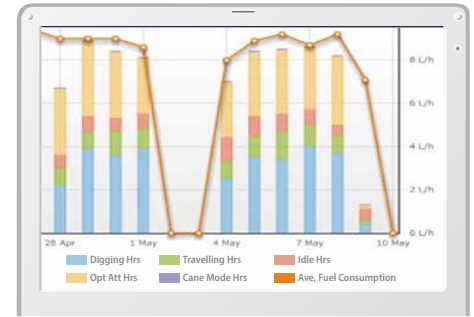 8 L/h
6 L/h
4 L/h
2 L/h
0 L/h
28 Apr 1 May 4 May 7 May 10 May
Digging Hrs Travelling Hrs Idle Hrs
Opt Att Hrs Cane Mode Hrs Ave, Fuel Consumption